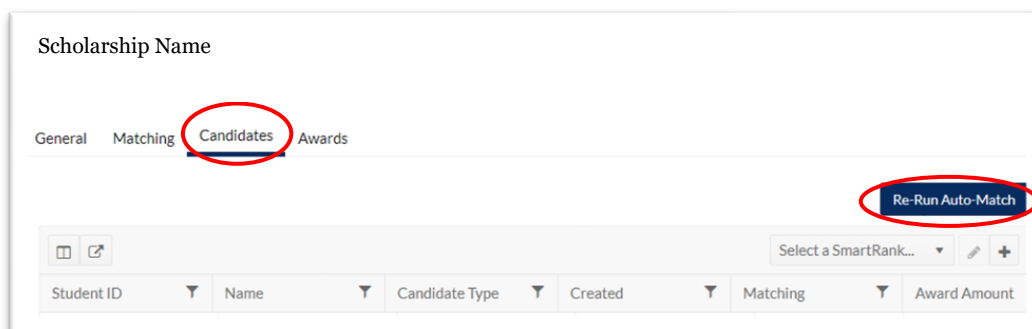 Scholarship Name
General Matching Candidates Awards
Re-Run Auto-Match
Select a SmartRank...
Student ID Name Candidate Type Created Matching Award Amount